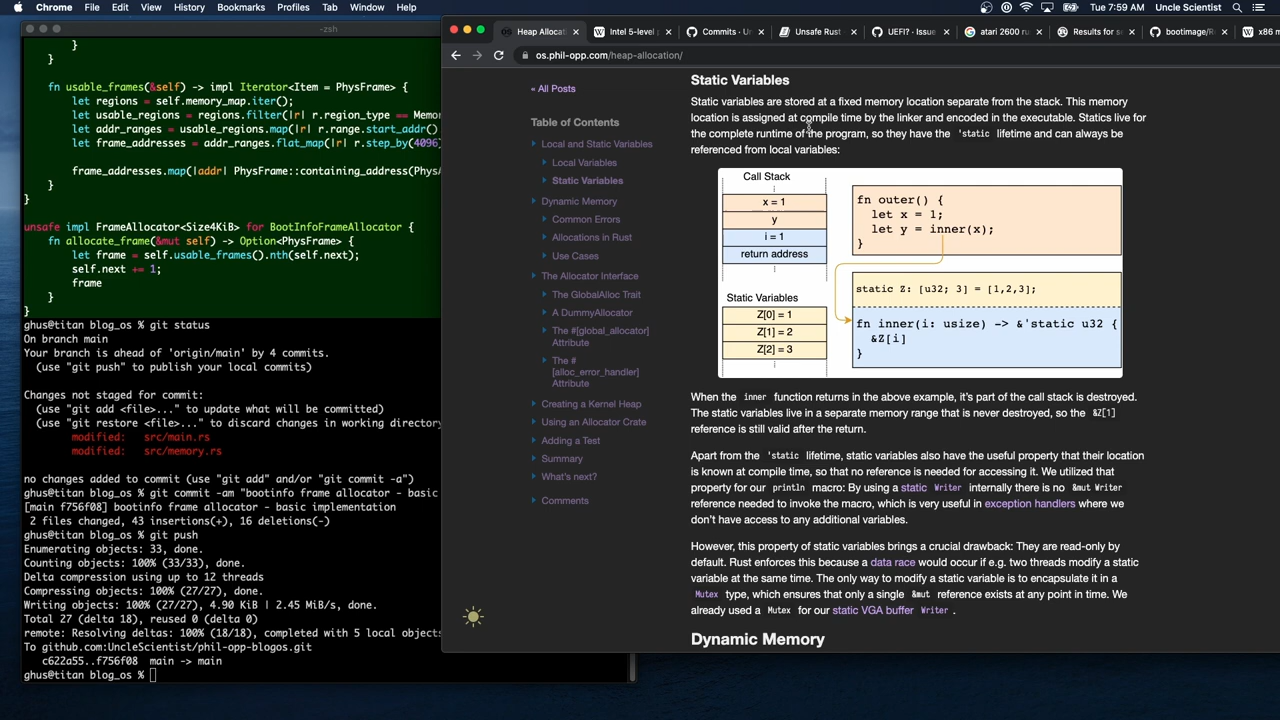 Chrome File Edit View History Bookmarks Profiles Tab Window Help
Tue 7:59 AM Uncle Scientist
-zsh
}
}
fn usable_frames(&self) -> impl Iterator<Item = PhysFrame> {
let regions = self.memory_map.iter();
let usable_regions = regions.filter(|r| r.region_type == Memor
let addr_ranges = usable_regions.map(|r| r.range.start_addr()
let frame_addresses = addr_ranges.flat_map(|r| r.step_by(4096
frame_addresses.map(|addr| PhysFrame::containing_address(PhysA
}
}
unsafe impl FrameAllocator<Size4KiB> for BootInfoFrameAllocator {
fn allocate_frame(&mut self) -> Option<PhysFrame> {
let frame = self.usable_frames().nth(self.next);
self.next += 1;
frame
}
}
ghus@titan blog_os % git status
On branch main
Your branch is ahead of 'origin/main' by 4 commits.
(use "git push" to publish your local commits)
Changes not staged for commit:
(use "git add <file>..." to update what will be committed)
(use "git restore <file>..." to discard changes in working directory
modified: src/main.rs
modified: src/memory.rs
no changes added to commit (use "git add" and/or "git commit -a")
ghus@titan blog_os % git commit -am "bootinfo frame allocator - basic
[main f756f08] bootinfo frame allocator - basic implementation
2 files changed, 43 insertions(+), 16 deletions(-)
ghus@titan blog_os % git push
Enumerating objects: 33, done.
Counting objects: 100% (33/33), done.
Delta compression using up to 12 threads
Compressing objects: 100% (27/27), done.
Writing objects: 100% (27/27), 4.90 KiB | 2.45 MiB/s, done.
Total 27 (delta 18), reused 0 (delta 0)
remote: Resolving deltas: 100% (18/18), completed with 5 local objects
To github.com:UncleScientist/phil-opp-blogos.git
c622a55..f756f08 main -> main
ghus@titan blog_os %
Heap Allocat
Intel 5-level p
Commits · Un
Unsafe Rust
UEFI? · Issue
atari 2600 ru
Results for s
bootimage/R
x86 m
os.phil-opp.com/heap-allocation/
« All Posts
Table of Contents
Local and Static Variables
Local Variables
Static Variables
Dynamic Memory
Common Errors
Allocations in Rust
Use Cases
The Allocator Interface
The GlobalAlloc Trait
A DummyAllocator
The #[global_allocator]
Attribute
The #
[alloc_error_handler]
Attribute
Creating a Kernel Heap
Using an Allocator Crate
Adding a Test
Summary
What's next?
Comments
Static Variables
Static variables are stored at a fixed memory location separate from the stack. This memory
location is assigned at compile time by the linker and encoded in the executable. Statics live for
the complete runtime of the program, so they have the 'static lifetime and can always be
referenced from local variables:
Call Stack
x = 1
y
i = 1
return address
Static Variables
Z[0] = 1
Z[1] = 2
Z[2] = 3
fn outer() {
let x = 1;
let y = inner(x);
}
static Z: [u32; 3] = [1,2,3];
fn inner(i: usize) -> &'static u32 {
&Z[i]
}
When the inner function returns in the above example, it's part of the call stack is destroyed.
The static variables live in a separate memory range that is never destroyed, so the &Z[1]
reference is still valid after the return.
Apart from the 'static lifetime, static variables also have the useful property that their location
is known at compile time, so that no reference is needed for accessing it. We utilized that
property for our println macro: By using a static Writer internally there is no &mut Writer
reference needed to invoke the macro, which is very useful in exception handlers where we
don't have access to any additional variables.
However, this property of static variables brings a crucial drawback: They are read-only by
default. Rust enforces this because a data race would occur if e.g. two threads modify a static
variable at the same time. The only way to modify a static variable is to encapsulate it in a
Mutex type, which ensures that only a single &mut reference exists at any point in time. We
already used a Mutex for our static VGA buffer Writer .
Dynamic Memory